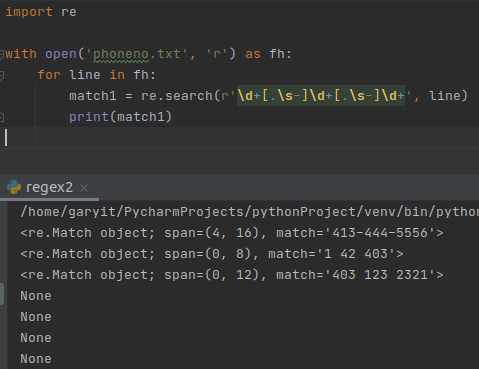 import re
with open('phoneno.txt', 'r') as fh:
for line in fh:
match1 = re.search(r'\d+[.\s-]\d+[.\s-]\d+', line)
print(match1)
regex2 ×
/home/garyit/PycharmProjects/pythonProject/venv/bin/python
<re.Match object; span=(4, 16), match='413-444-5556'>
<re.Match object; span=(0, 8), match='1 42 403'>
<re.Match object; span=(0, 12), match='403 123 2321'>
None
None
None
None